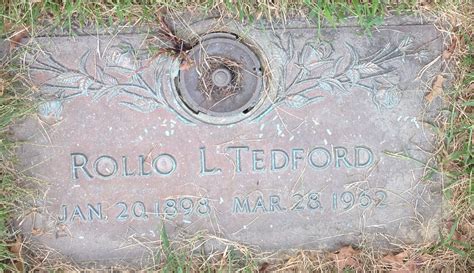 ROLLO L. TEDFORD
JAN. 20, 1898 MAR. 28, 1962